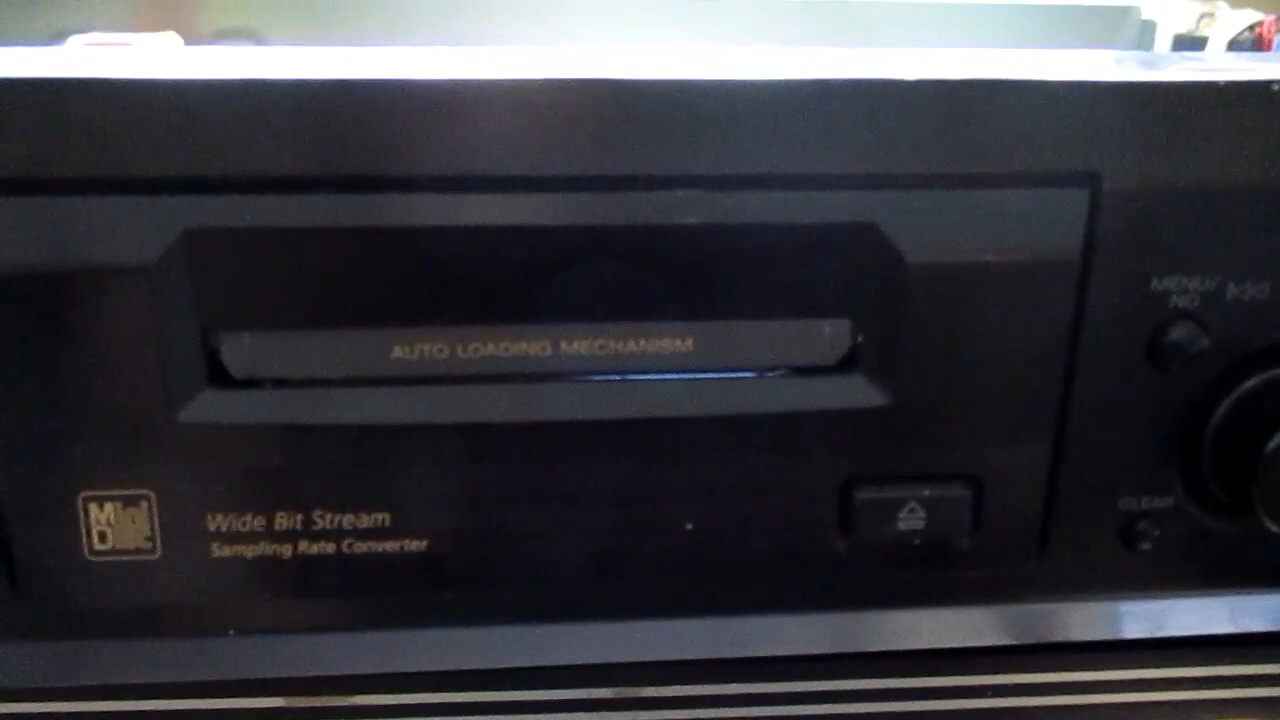 AUTO LOADING MECHANISM
MENU/
NO
CLEAR
Mini
Disc
Wide Bit Stream
Sampling Rate Converter